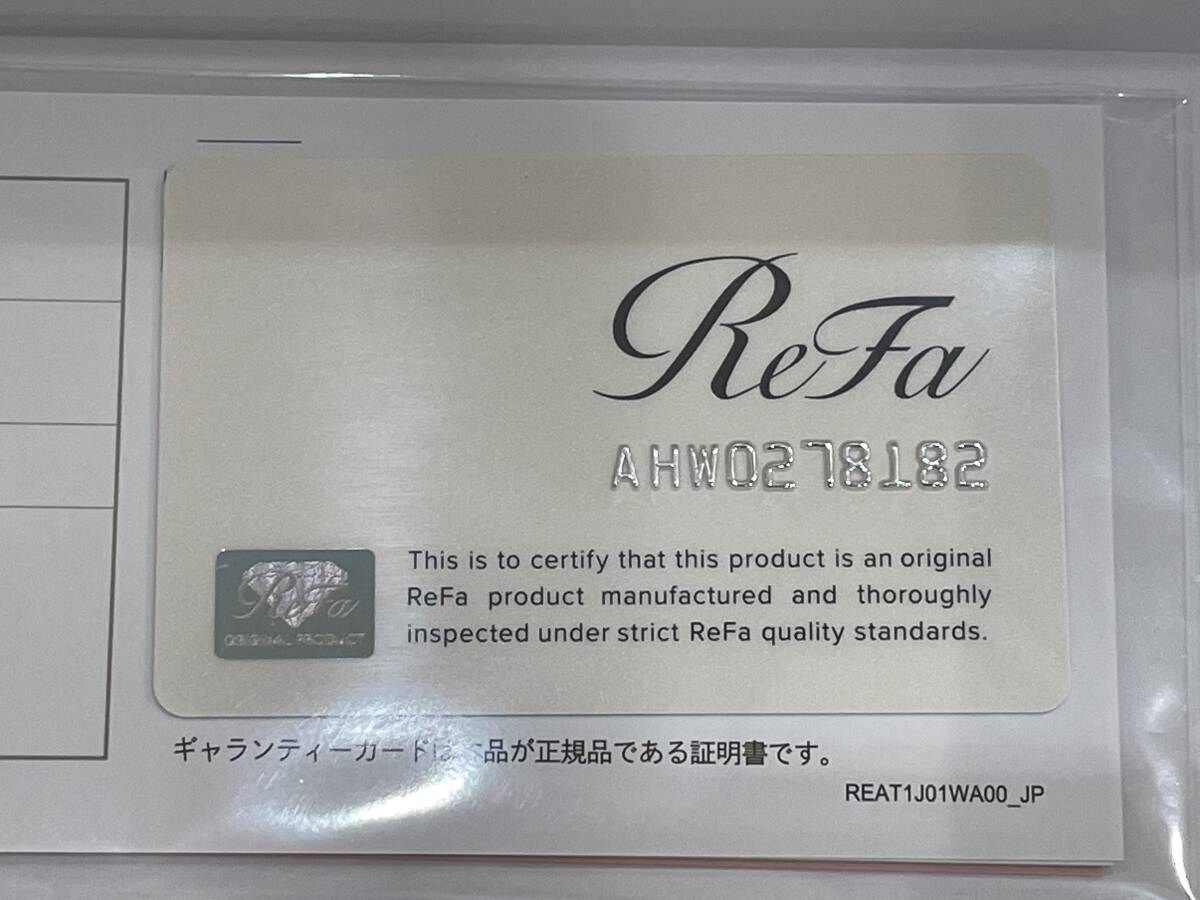 ReFa
This is to certify that this product is an original
ReFa product manufactured and thoroughly
inspected under strict ReFa quality standards.
ReFa
ORIGINAL PRODUCT
ギャランティーカードは本品が正規品である証明書です。
REAT1J01WA00_JP